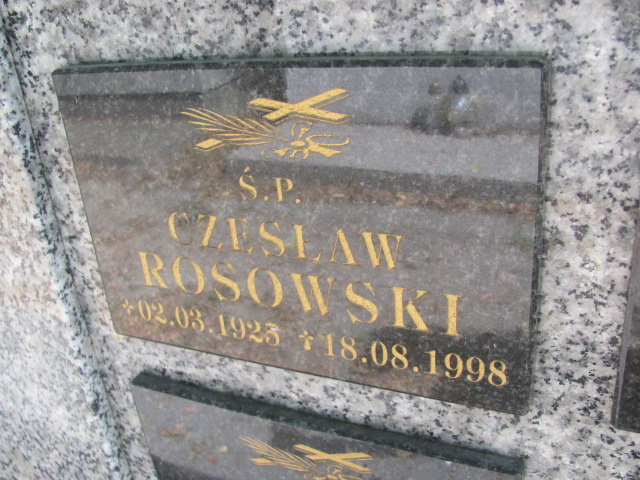 Ś.P.
CZESŁAW
ROSOWSKI
*02.03.1925 ✝18.08.1998